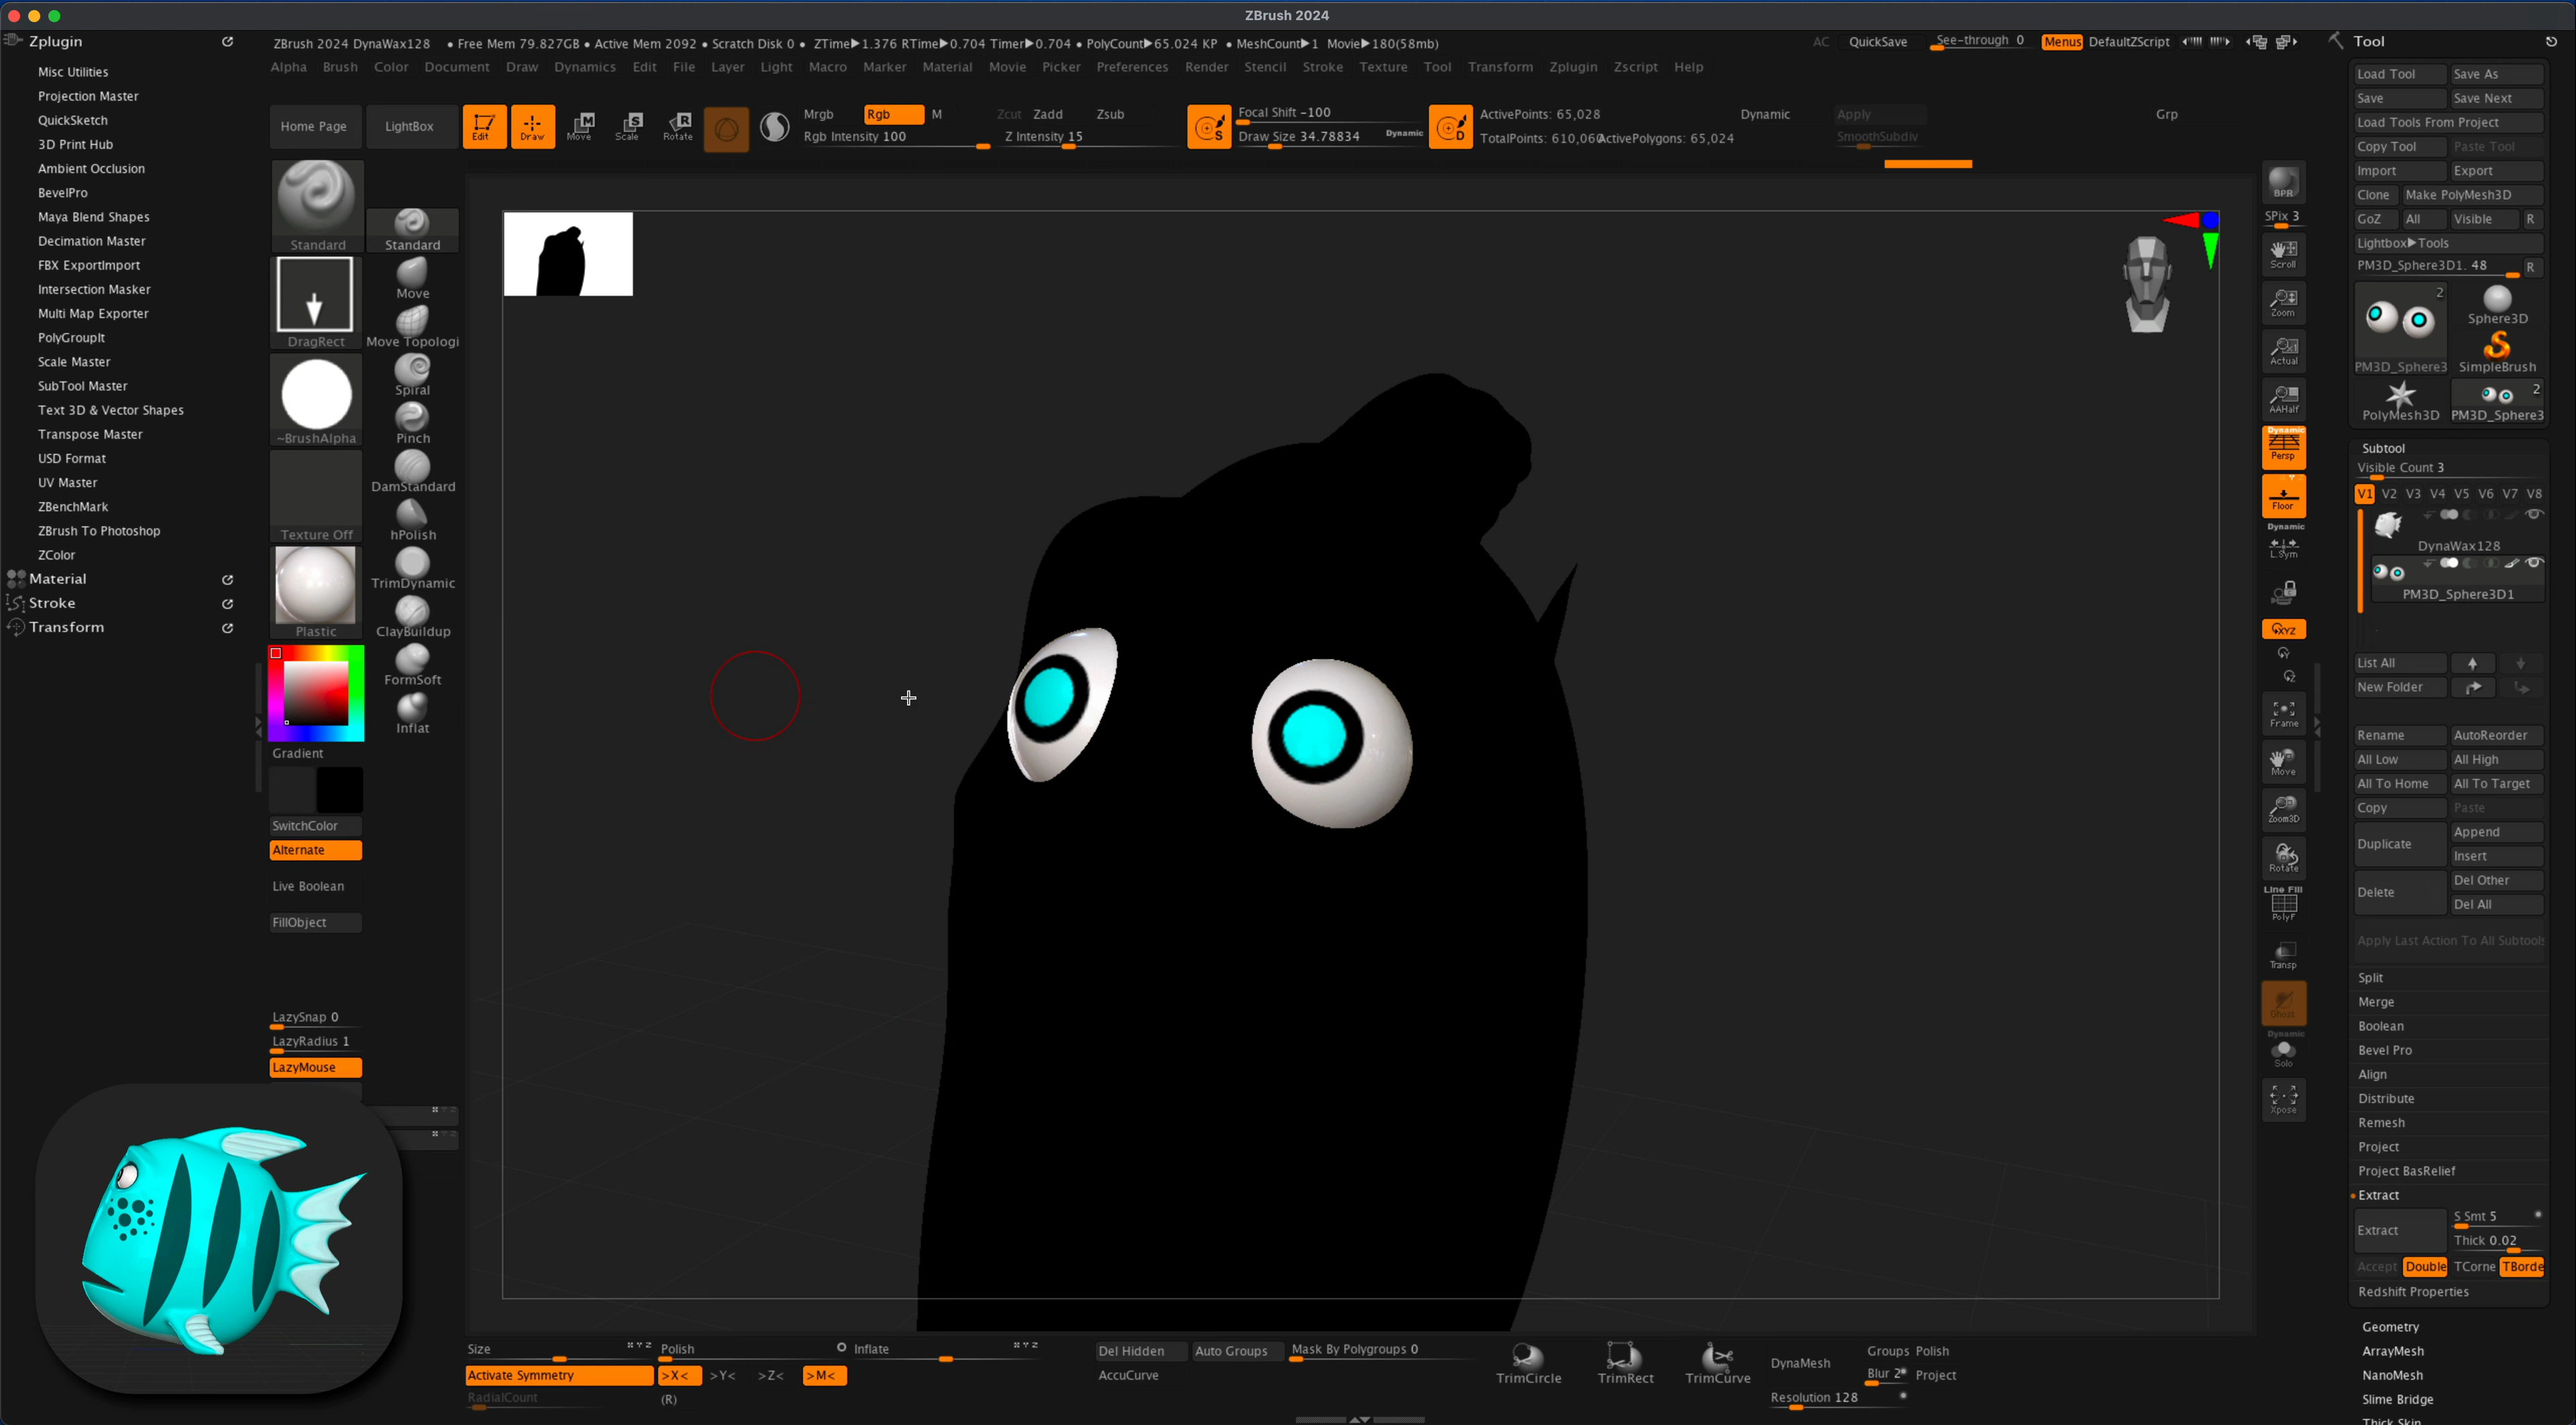 ZBrush 2024
Zplugin
Misc Utilities
Projection Master
QuickSketch
3D Print Hub
Ambient Occlusion
BevelPro
Maya Blend Shapes
Decimation Master
FBX ExportImport
Intersection Masker
Multi Map Exporter
PolyGroupIt
Scale Master
SubTool Master
Text 3D & Vector Shapes
Transpose Master
USD Format
UV Master
ZBenchMark
ZBrush To Photoshop
ZColor
Material
Stroke
Transform
ZBrush 2024 DynaWax128 • Free Mem 79.827GB • Active Mem 2092 • Scratch Disk 0 • ZTime▶1.376 RTime▶0.704 Timer▶0.704 • PolyCount▶65.024 KP • MeshCount▶1 Movie▶180(58mb)
AC QuickSave See-through 0 Menus DefaultZScript
Alpha Brush Color Document Draw Dynamics Edit File Layer Light Macro Marker Material Movie Picker Preferences Render Stencil Stroke Texture Tool Transform Zplugin Zscript Help
Home Page LightBox Edit Draw Move Scale Rotate
Mrgb Rgb M Zcut Zadd Zsub
Rgb Intensity 100 Z Intensity 15
Focal Shift -100
Draw Size 34.78834 Dynamic
ActivePoints: 65,028
TotalPoints: 610,060 ActivePolygons: 65,024
Dynamic Apply
SmoothSubdiv
Grp
Standard
DragRect
~BrushAlpha
Texture Off
Plastic
Gradient
SwitchColor
Alternate
Live Boolean
FillObject
LazySnap 0
LazyRadius 1
LazyMouse
Standard
Move
Move Topologi
Spiral
Pinch
DamStandard
hPolish
TrimDynamic
ClayBuildup
FormSoft
Inflat
Size Polish Inflate
Activate Symmetry >X< >Y< >Z< >M<
RadialCount (R)
Del Hidden Auto Groups Mask By Polygroups 0
AccuCurve
TrimCircle TrimRect TrimCurve
DynaMesh
Groups Polish
Blur 2 Project
Resolution 128
BPR
SPix 3
Scroll
Zoom
Actual
AAHalf
Dynamic
Persp
Floor
Dynamic
L.Sym
XYZ
Frame
Move
Zoom3D
Rotate
Line Fill
PolyF
Transp
Ghost
Dynamic
Solo
Xpose
Tool
Load Tool Save As
Save Save Next
Load Tools From Project
Copy Tool Paste Tool
Import Export
Clone Make PolyMesh3D
GoZ All Visible R
Lightbox▶Tools
PM3D_Sphere3D1. 48 R
2
Sphere3D
PM3D_Sphere3 SimpleBrush
2
PolyMesh3D PM3D_Sphere3
Subtool
Visible Count 3
V1 V2 V3 V4 V5 V6 V7 V8
DynaWax128
PM3D_Sphere3D1
List All
New Folder
Rename AutoReorder
All Low All High
All To Home All To Target
Copy Paste
Duplicate Append
Insert
Delete Del Other
Del All
Apply Last Action To All Subtools
Split
Merge
Boolean
Bevel Pro
Align
Distribute
Remesh
Project
Project BasRelief
Extract
Extract S Smt 5
Thick 0.02
Accept Double TCorne TBorde
Redshift Properties
Geometry
ArrayMesh
NanoMesh
Slime Bridge
Thick Skin